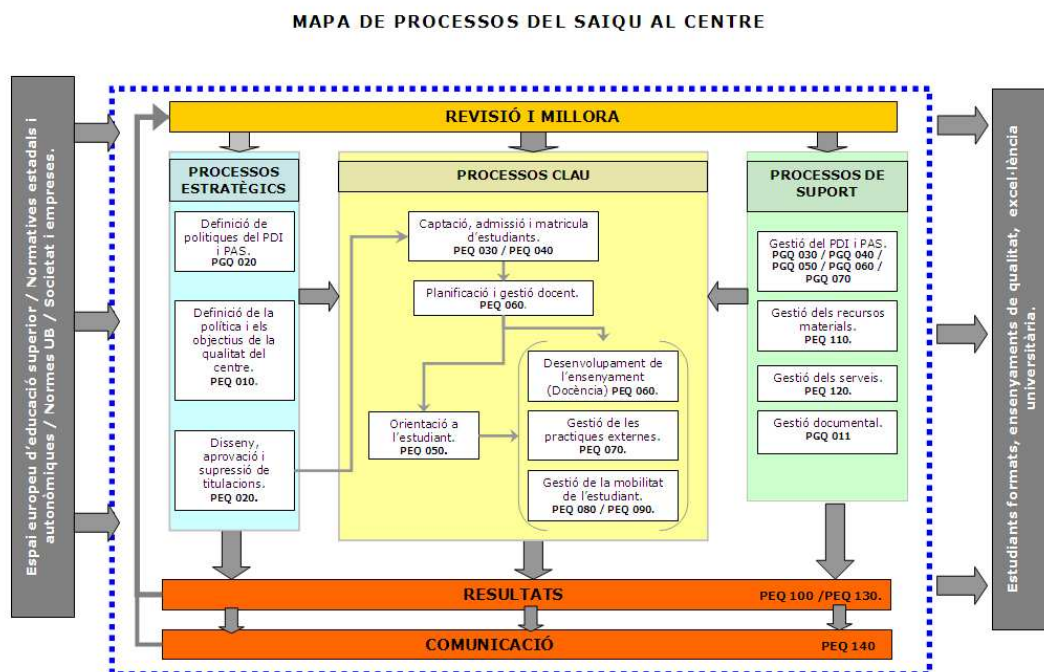 MAPA DE PROCESSOS DEL SAIQU AL CENTRE
Espai europeu d'educació superior / Normatives estadals i
autonòmiques / Normes UB / Societat i empreses.
REVISIÓ I MILLORA
PROCESSOS
ESTRATÈGICS
Definició de
polítiques del PDI
i PAS.
PGQ 020
Definició de la
política i els
objectius de la
qualitat del
centre.
PEQ 010.
Disseny,
aprovació i
supressió de
titulacions.
PEQ 020.
PROCESSOS CLAU
Captació, admissió i matricula
d'estudiants.
PEQ 030 / PEQ 040
Planificació i gestió docent.
PEQ 060.
Desenvolupament de
l'ensenyament
(Docència) PEQ 060.
Orientació a
l'estudiant.
PEQ 050.
Gestió de les
practiques externes.
PEQ 070.
Gestió de la mobilitat
de l'estudiant.
PEQ 080 / PEQ 090.
PROCESSOS DE
SUPORT
Gestió del PDI i PAS.
PGQ 030 / PGQ 040 /
PGQ 050 / PGQ 060 /
PGQ 070
Gestió dels recursos
materials.
PEQ 110.
Gestió dels serveis.
PEQ 120.
Gestió documental.
PGQ 011
RESULTATS
PEQ 100 /PEQ 130.
COMUNICACIÓ
PEQ 140
Estudiants formats, ensenyaments de qualitat, excel·lència
universitària.